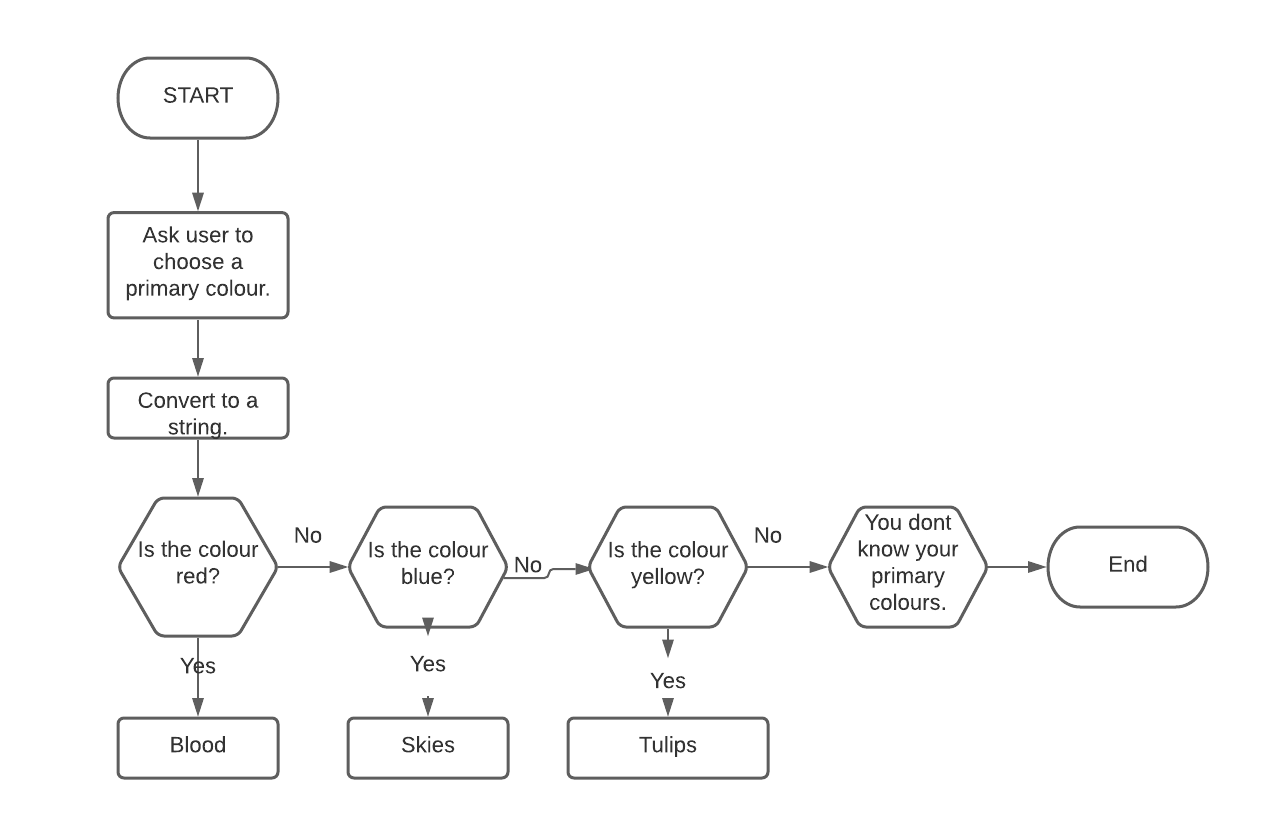 START
Ask user to
choose a
primary colour.
Convert to a
string.
Is the colour
red?
No
Is the colour
blue?
No
Is the colour
yellow?
No
You dont
know your
primary
colours.
End
Yes
Yes
Yes
Blood
Skies
Tulips